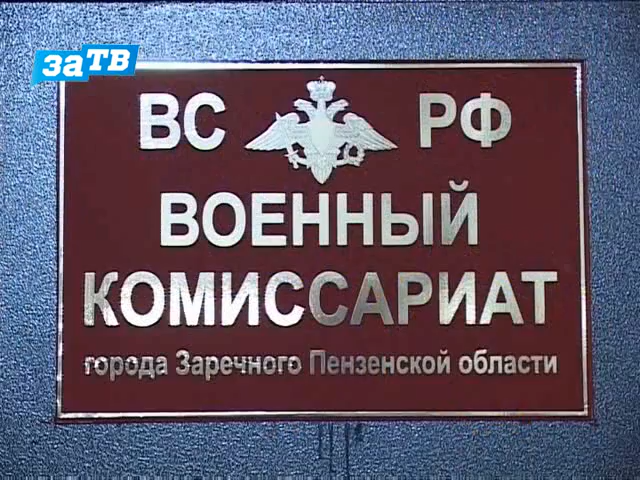 заТВ
ВС РФ
ВОЕННЫЙ
КОМИССАРИАТ
города Заречного Пензенской области